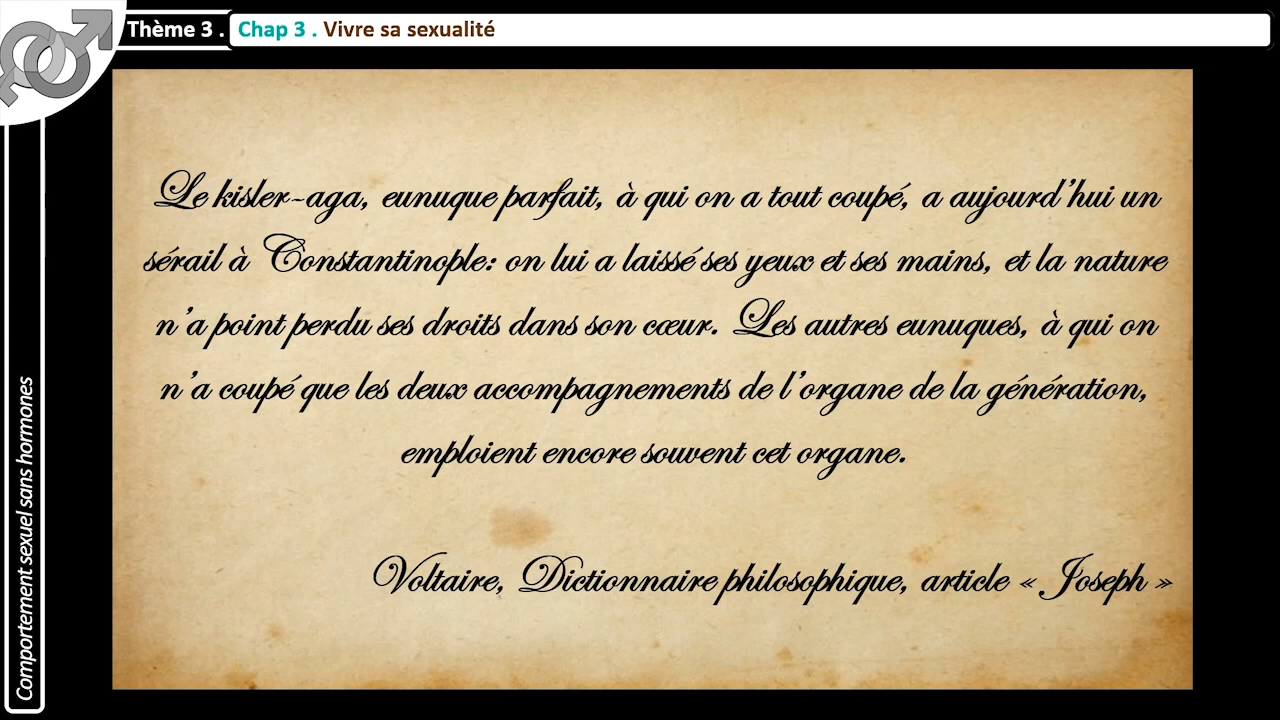 Thème 3 . Chap 3 . Vivre sa sexualité
Le kisler-aga, eunuque parfait, à qui on a tout coupé, a aujourd’hui un
sérail à Constantinople: on lui a laissé ses yeux et ses mains, et la nature
n’a point perdu ses droits dans son cœur. Les autres eunuques, à qui on
n’a coupé que les deux accompagnements de l’organe de la génération,
emploient encore souvent cet organe.
Voltaire, Dictionnaire philosophique, article « Joseph »
Comportement sexuel sans hormones